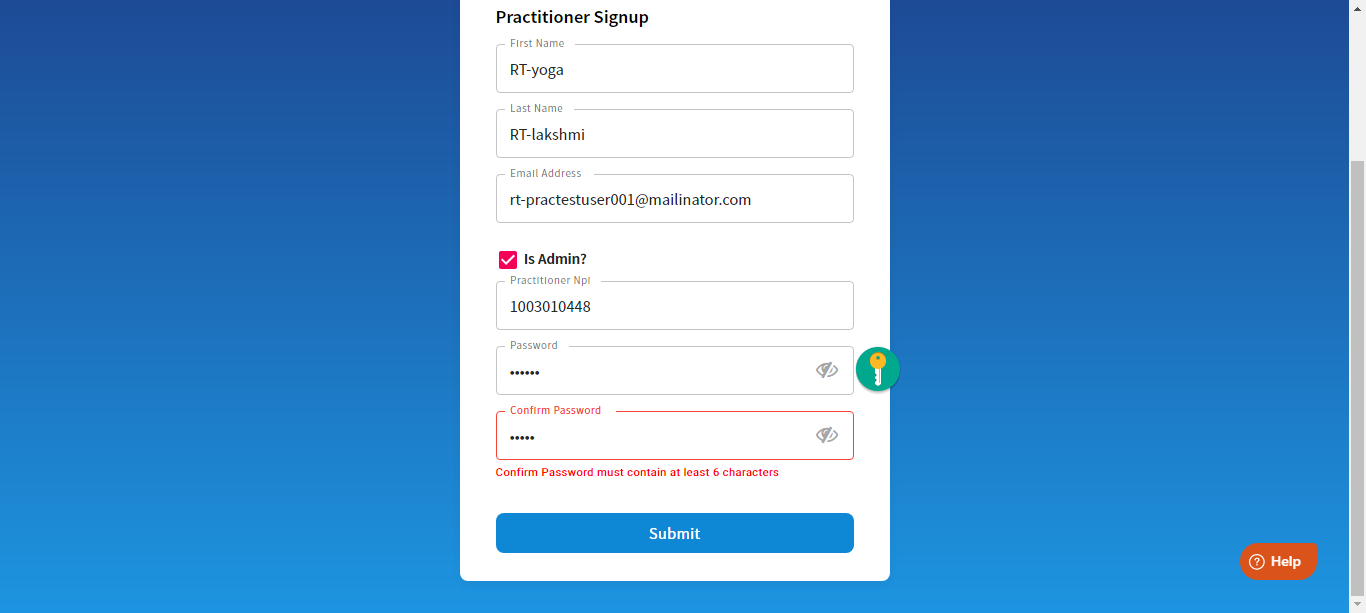 Practitioner Signup
First Name
RT-yoga
Last Name
RT-lakshmi
Email Address
rt-practestuser001@mailinator.com
Is Admin?
Practitioner Npi
1003010448
Password
••••••
Confirm Password
•••••
Confirm Password must contain at least 6 characters
Submit
Help